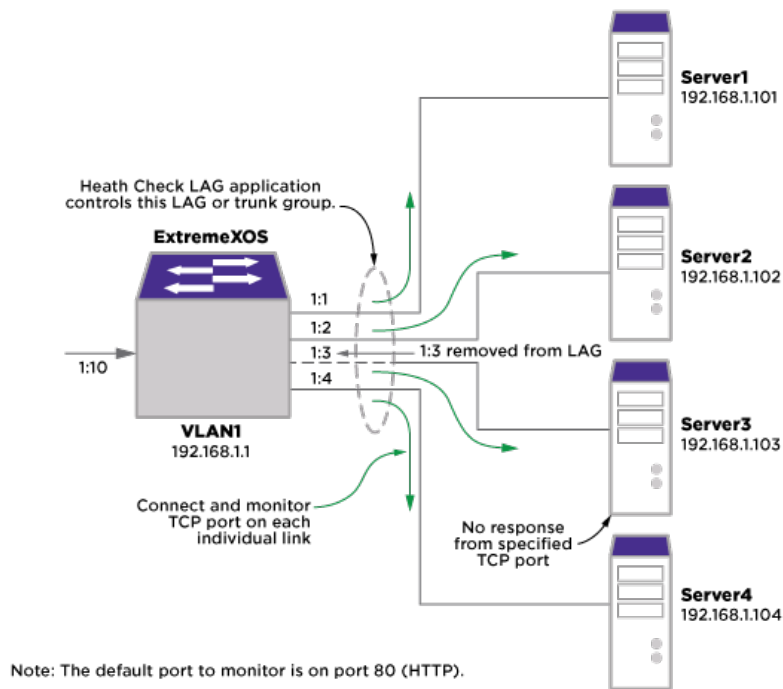 Server1
192.168.1.101
Heath Check LAG application
controls this LAG or trunk group.
ExtremeXOS
Server2
192.168.1.102
1:1
1:2
1:3
1:3 removed from LAG
1:4
1:10
VLAN1
192.168.1.1
Server3
192.168.1.103
Connect and monitor
TCP port on each
individual link
No response
from specified
TCP port
Server4
192.168.1.104
Note: The default port to monitor is on port 80 (HTTP).